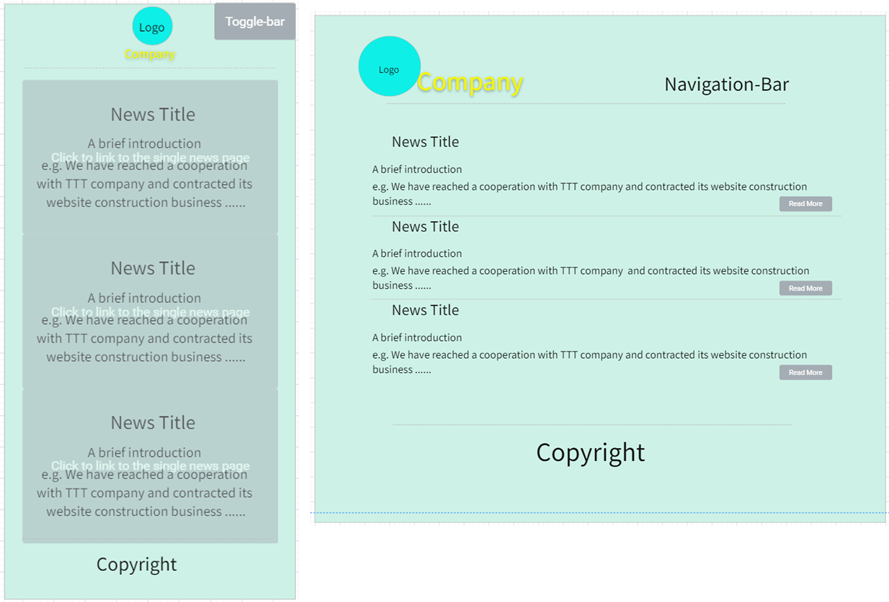 Logo
Toggle-bar
Company
News Title
A brief introduction
Click to link to the single news page
e.g. We have reached a cooperation
with TTT company and contracted its
website construction business ......
News Title
A brief introduction
Click to link to the single news page
e.g. We have reached a cooperation
with TTT company and contracted its
website construction business ......
News Title
A brief introduction
Click to link to the single news page
e.g. We have reached a cooperation
with TTT company and contracted its
website construction business ......
Copyright
Logo
Company
Navigation-Bar
News Title
A brief introduction
e.g. We have reached a cooperation with TTT company and contracted its website construction
business ......
Read More
News Title
A brief introduction
e.g. We have reached a cooperation with TTT company  and contracted its website construction
business ......
Read More
News Title
A brief introduction
e.g. We have reached a cooperation with TTT company and contracted its website construction
business ......
Read More
Copyright